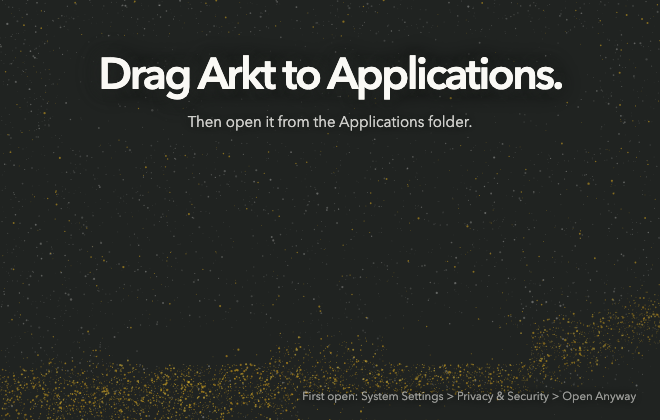 Drag Arkt to Applications.
Then open it from the Applications folder.
First open: System Settings > Privacy & Security > Open Anyway